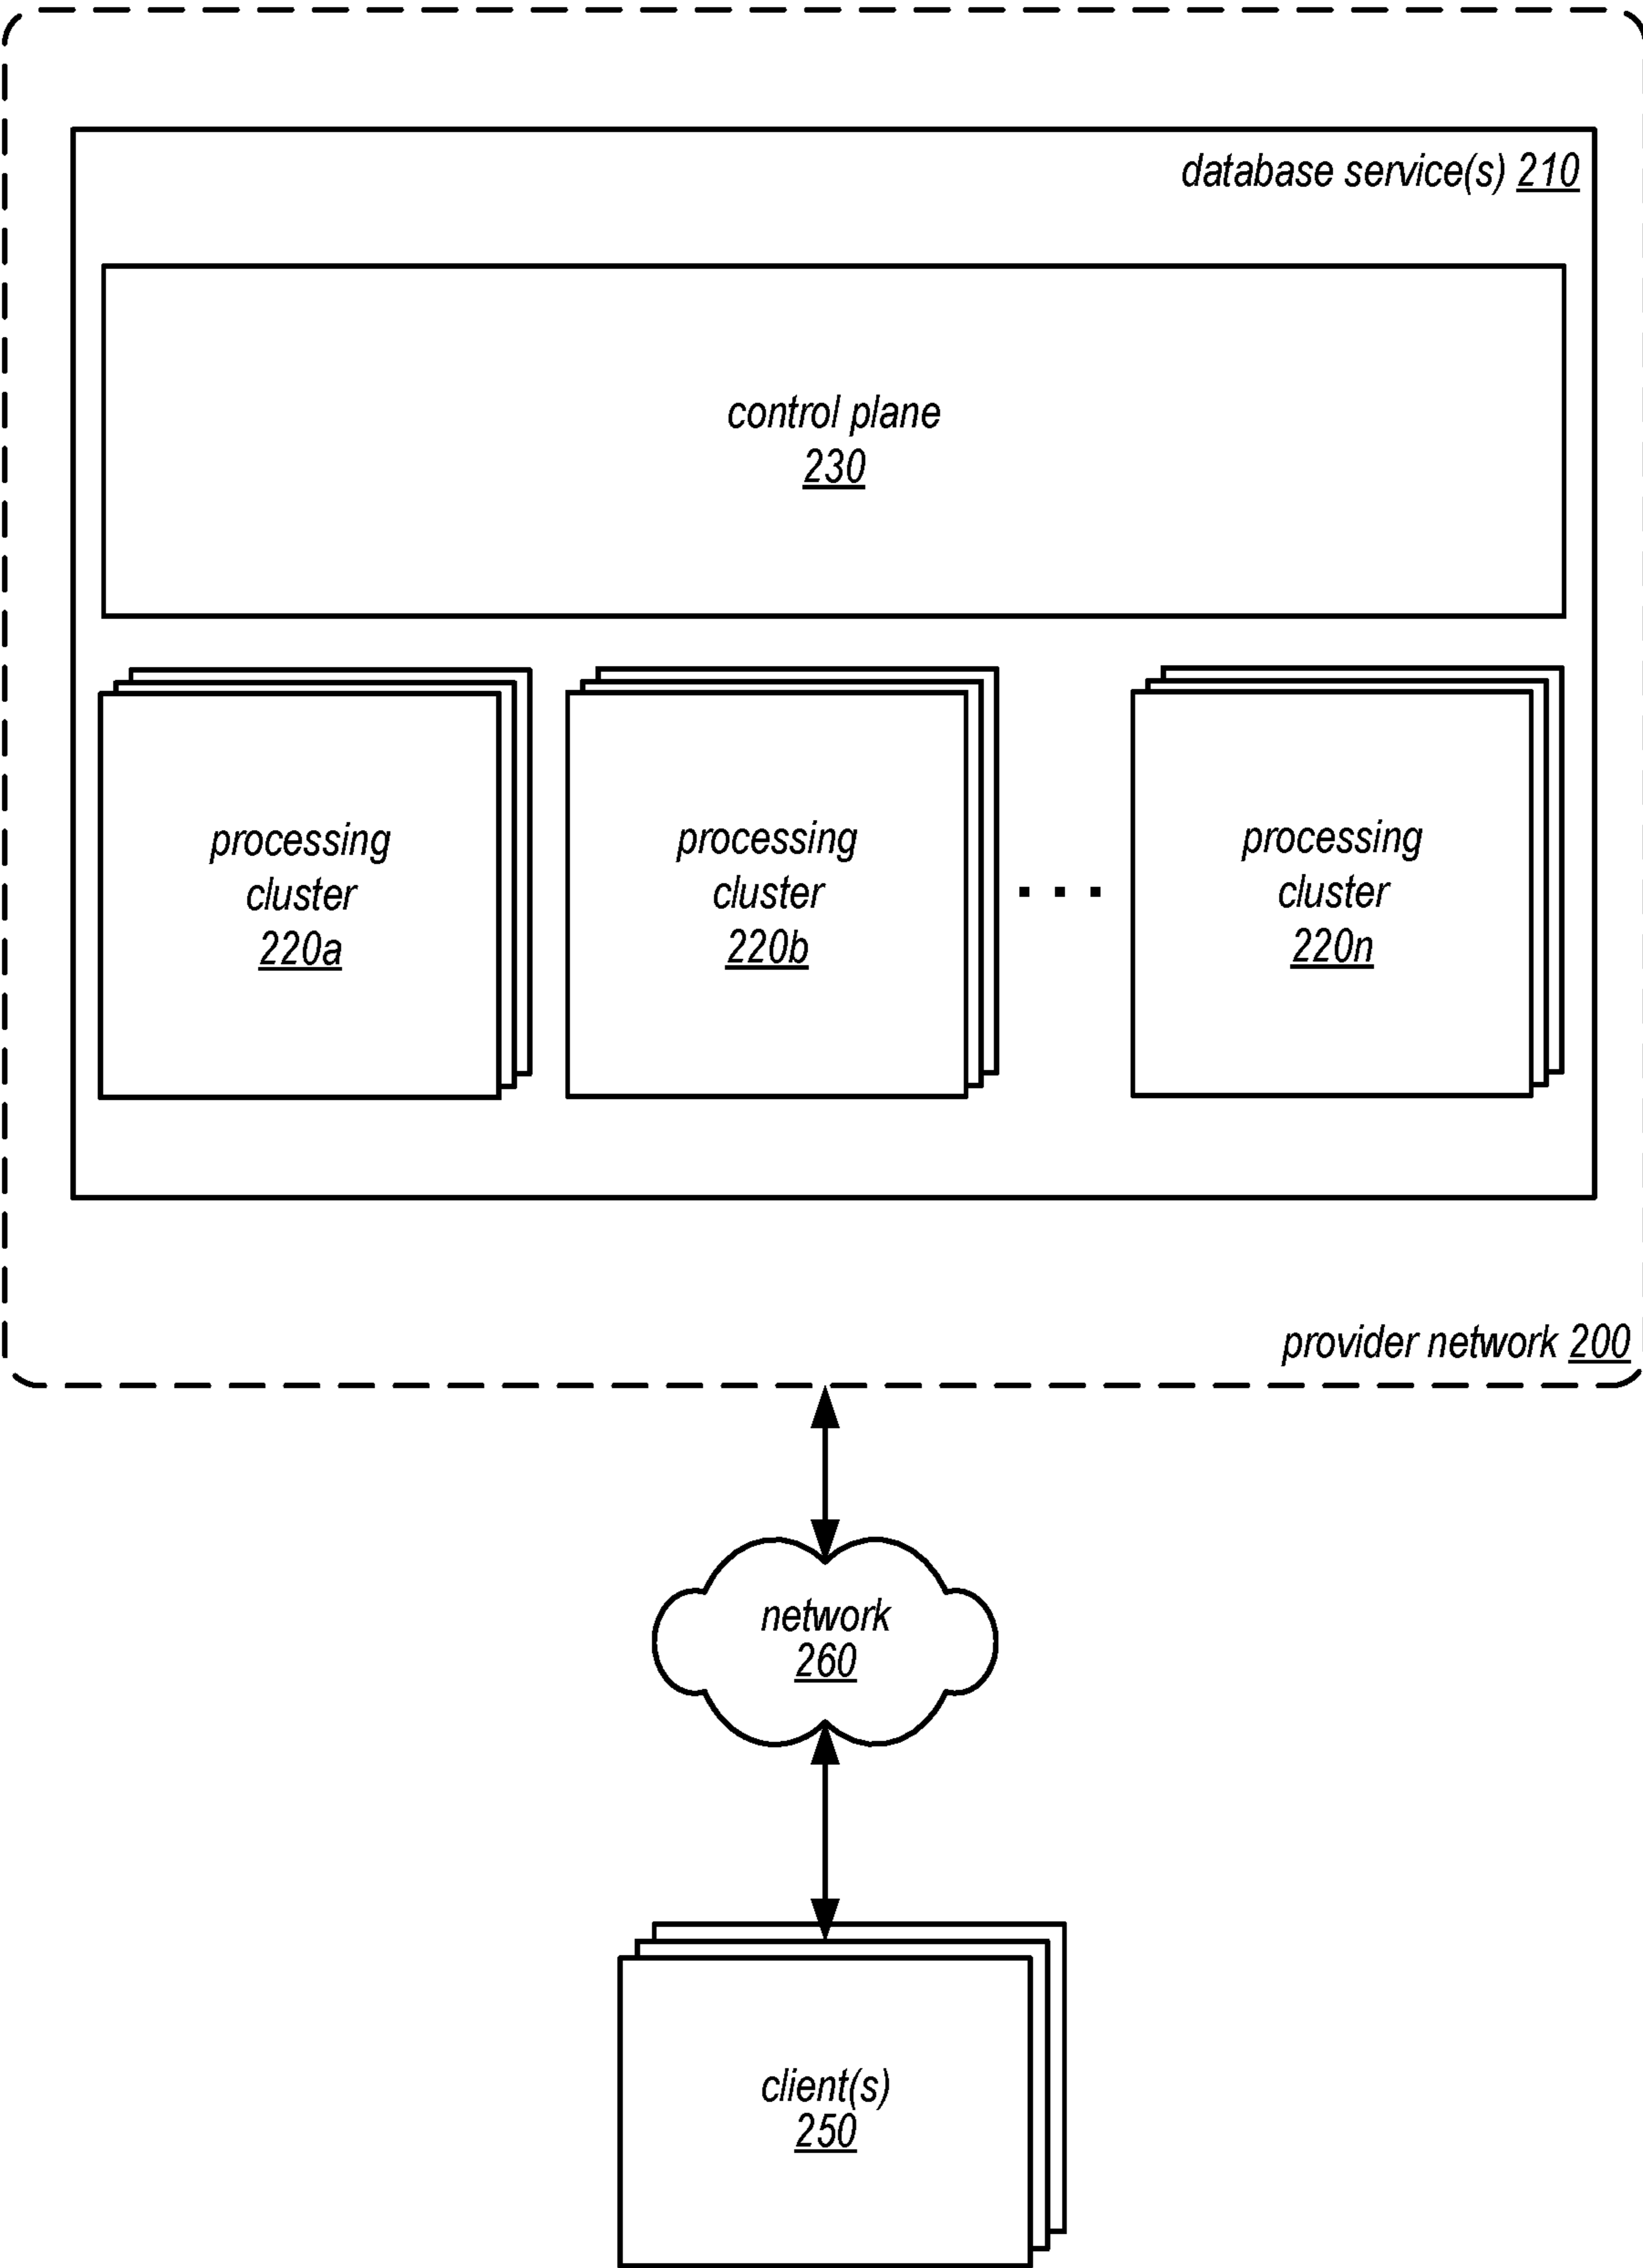 database service(s) 210
control plane
230
processing
cluster
220a
processing
cluster
220b
. . .
processing
cluster
220n
provider network 200
network
260
client(s)
250